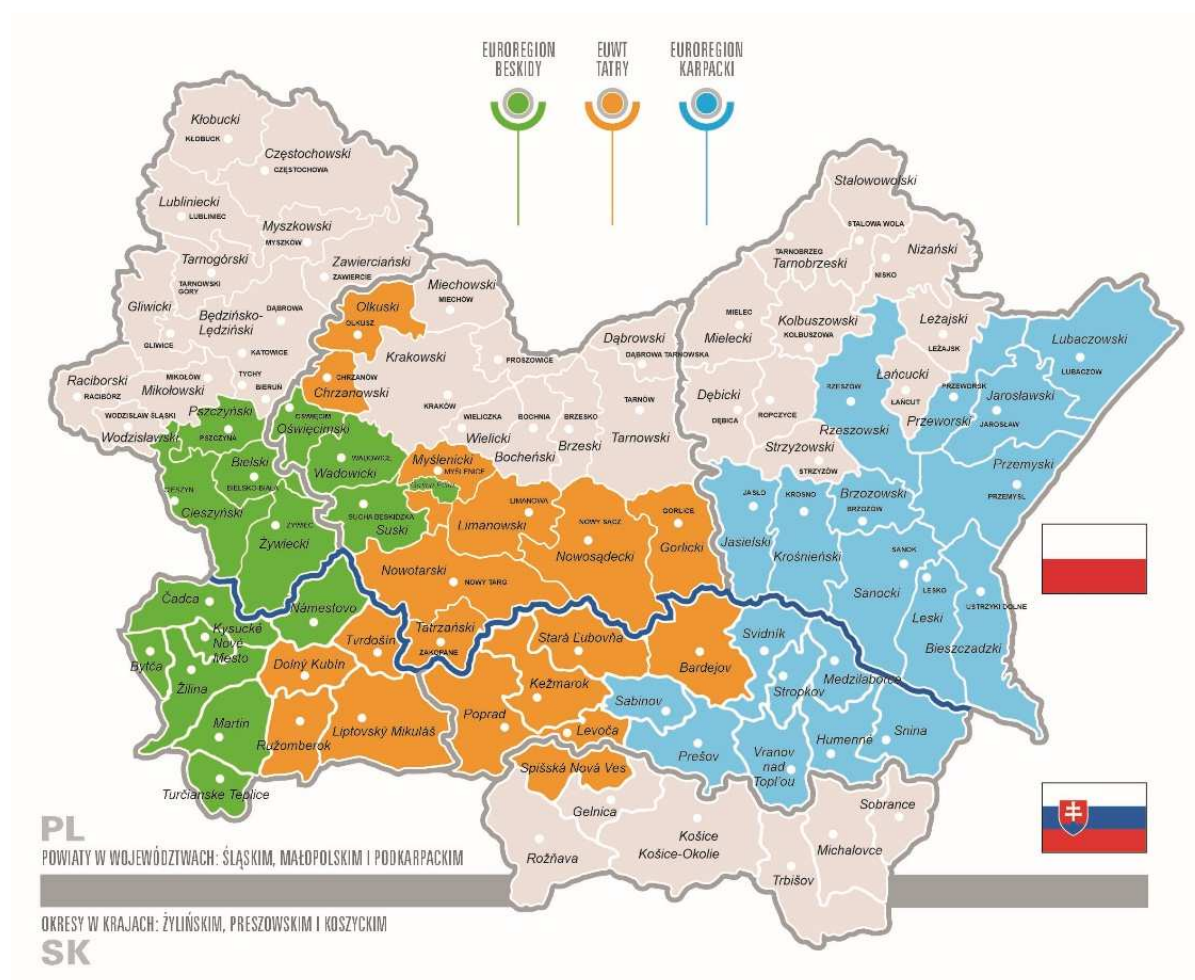 EUROREGION
BESKIDY
EUWT
TATRY
EUROREGION
KARPACKI
Kłobucki
KŁOBUCK
Częstochowski
CZĘSTOCHOWA
Lubliniecki
LUBLINIEC
Myszkowski
MYSZKÓW
Tarnogórski
TARNOWSKI
GÓRY
Zawierciański
ZAWIERCIE
Gliwicki
GLIWICE
Będzińsko-
Lędziński
DĄBROWA
KATOWICE
Raciborski
RACIBÓRZ
MIKOŁÓW
Mikołowski
TYCHY
BIERUŃ
WODZISŁAW ŚLĄSKI
Wodzisławski
Pszczyński
PSZCZYNA
Bielski
BIELSKO-BIAŁA
CIESZYN
Cieszyński
ŻYWIEC
Żywiecki
Olkuski
OLKUSZ
Miechowski
MIECHÓW
CHRZANÓW
Chrzanowski
Krakowski
KRAKÓW
PROSZOWICE
Dąbrowski
DĄBROWA TARNOWSKA
OŚWIĘCIM
Oświęcimski
WADOWICE
Wadowicki
WIELICZKA
Wielicki
BOCHNIA
Bocheński
BRZESKO
Brzeski
TARNÓW
Tarnowski
Myślenicki
MYŚLENICE
SUCHA BESKIDZKA
Suski
LIMANOWA
Limanowski
NOWY SĄCZ
Nowosądecki
GORLICE
Gorlicki
Nowotarski
NOWY TARG
Tatrzański
ZAKOPANE
Stalowowolski
STALOWA WOLA
TARNOBRZEG
Tarnobrzeski
Niżański
NISKO
MIELEC
Mielecki
Kolbuszowski
KOLBUSZOWA
Leżajski
LEŻAJSK
Lubaczowski
LUBACZÓW
Dębicki
DĘBICA
ROPCZYCE
RZESZÓW
Rzeszowski
Łańcucki
ŁAŃCUT
PRZEWORSK
Przeworski
Jarosławski
JAROSŁAW
Strzyżowski
STRZYŻÓW
Przemyski
PRZEMYŚL
JASŁO
Jasielski
KROSNO
Krośnieński
Brzozowski
BRZOZÓW
SANOK
Sanocki
LESKO
Leski
USTRZYKI DOLNE
Bieszczadzki
Čadca
Kysucké
Nové
Mesto
Námestovo
Bytča
Žilina
Tvrdošín
Dolný Kubín
Martin
Ružomberok
Liptovský Mikuláš
Turčianske Teplice
Stará Ľubovňa
Kežmarok
Poprad
Levoča
Spišská Nová Ves
Bardejov
Svidník
Stropkov
Medzilaborce
Sabinov
Prešov
Vranov
nad
Topľou
Humenné
Snina
Gelnica
Rožňava
Košice
Košice-Okolie
Sobrance
Michalovce
Trbišov
PL
POWIATY W WOJEWÓDZTWACH: ŚLĄSKIM, MAŁOPOLSKIM I PODKARPACKIM
OKRESY W KRAJACH: ŻYLIŃSKIM, PRESZOWSKIM I KOSZYCKIM
SK